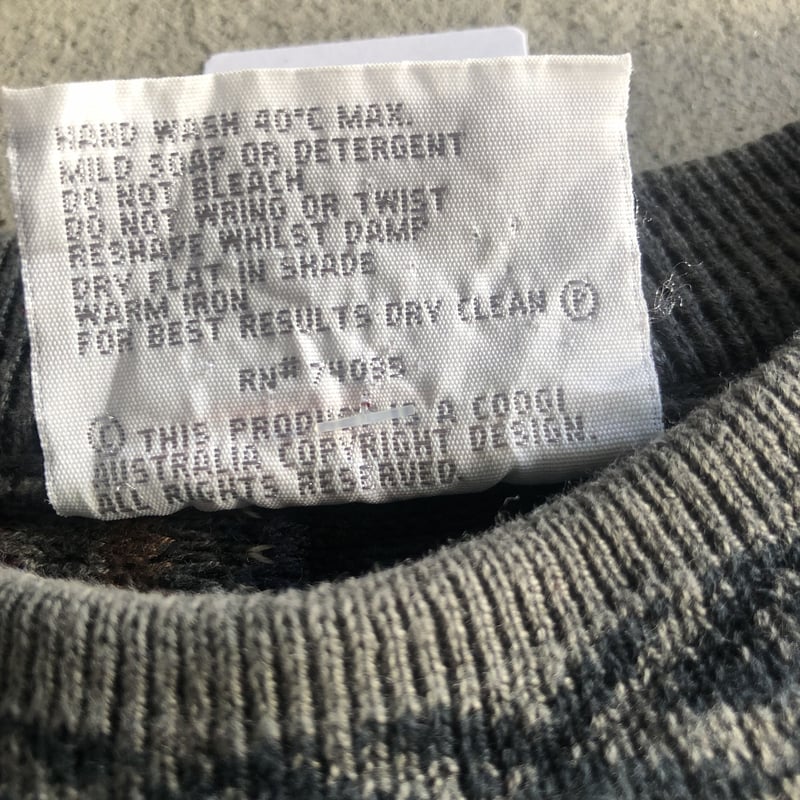 HAND WASH 40°C MAX.
MILD SOAP OR DETERGENT
DO NOT BLEACH
DO NOT WRING OR TWIST
RESHAPE WHILST DAMP
DRY FLAT IN SHADE
WARM IRON
FOR BEST RESULTS DRY CLEAN Ⓟ
RN# 74035
© THIS PRODUCT IS A COOGI
AUSTRALIA COPYRIGHT DESIGN.
ALL RIGHTS RESERVED.